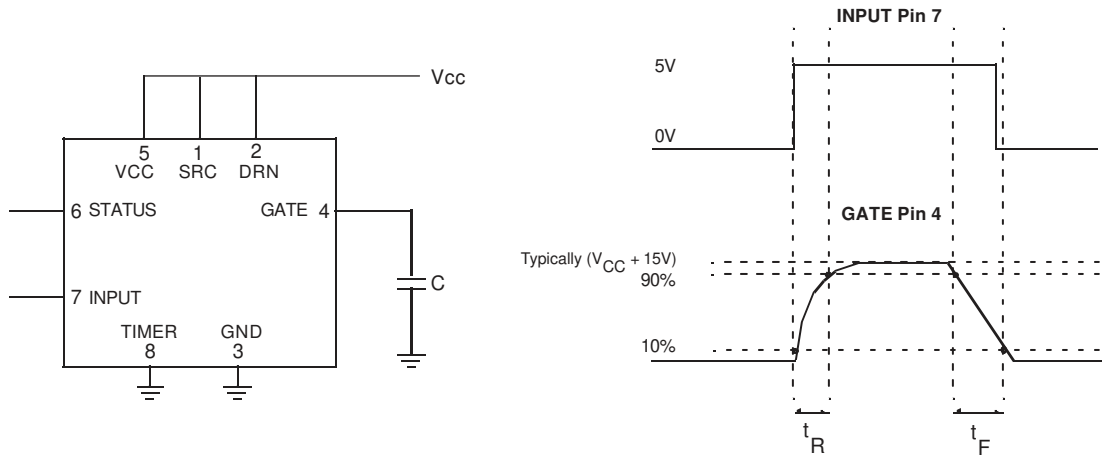 Vcc
5 1 2
VCC SRC DRN
6 STATUS GATE 4
C
7 INPUT
TIMER GND
8 3
INPUT Pin 7
5V
0V
GATE Pin 4
Typically (VCC + 15V)
90%
10%
tR tF